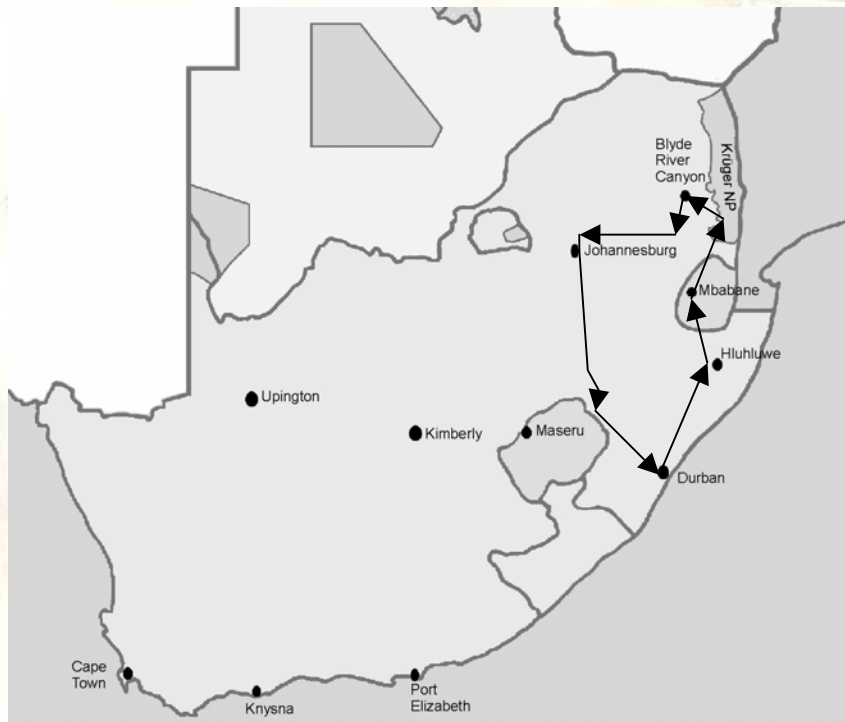 Blyde
River
Canyon
Krüger NP
Johannesburg
Mbabane
Hluhluwe
Upington
Kimberly
Maseru
Durban
Cape
Town
Knysna
Port
Elizabeth